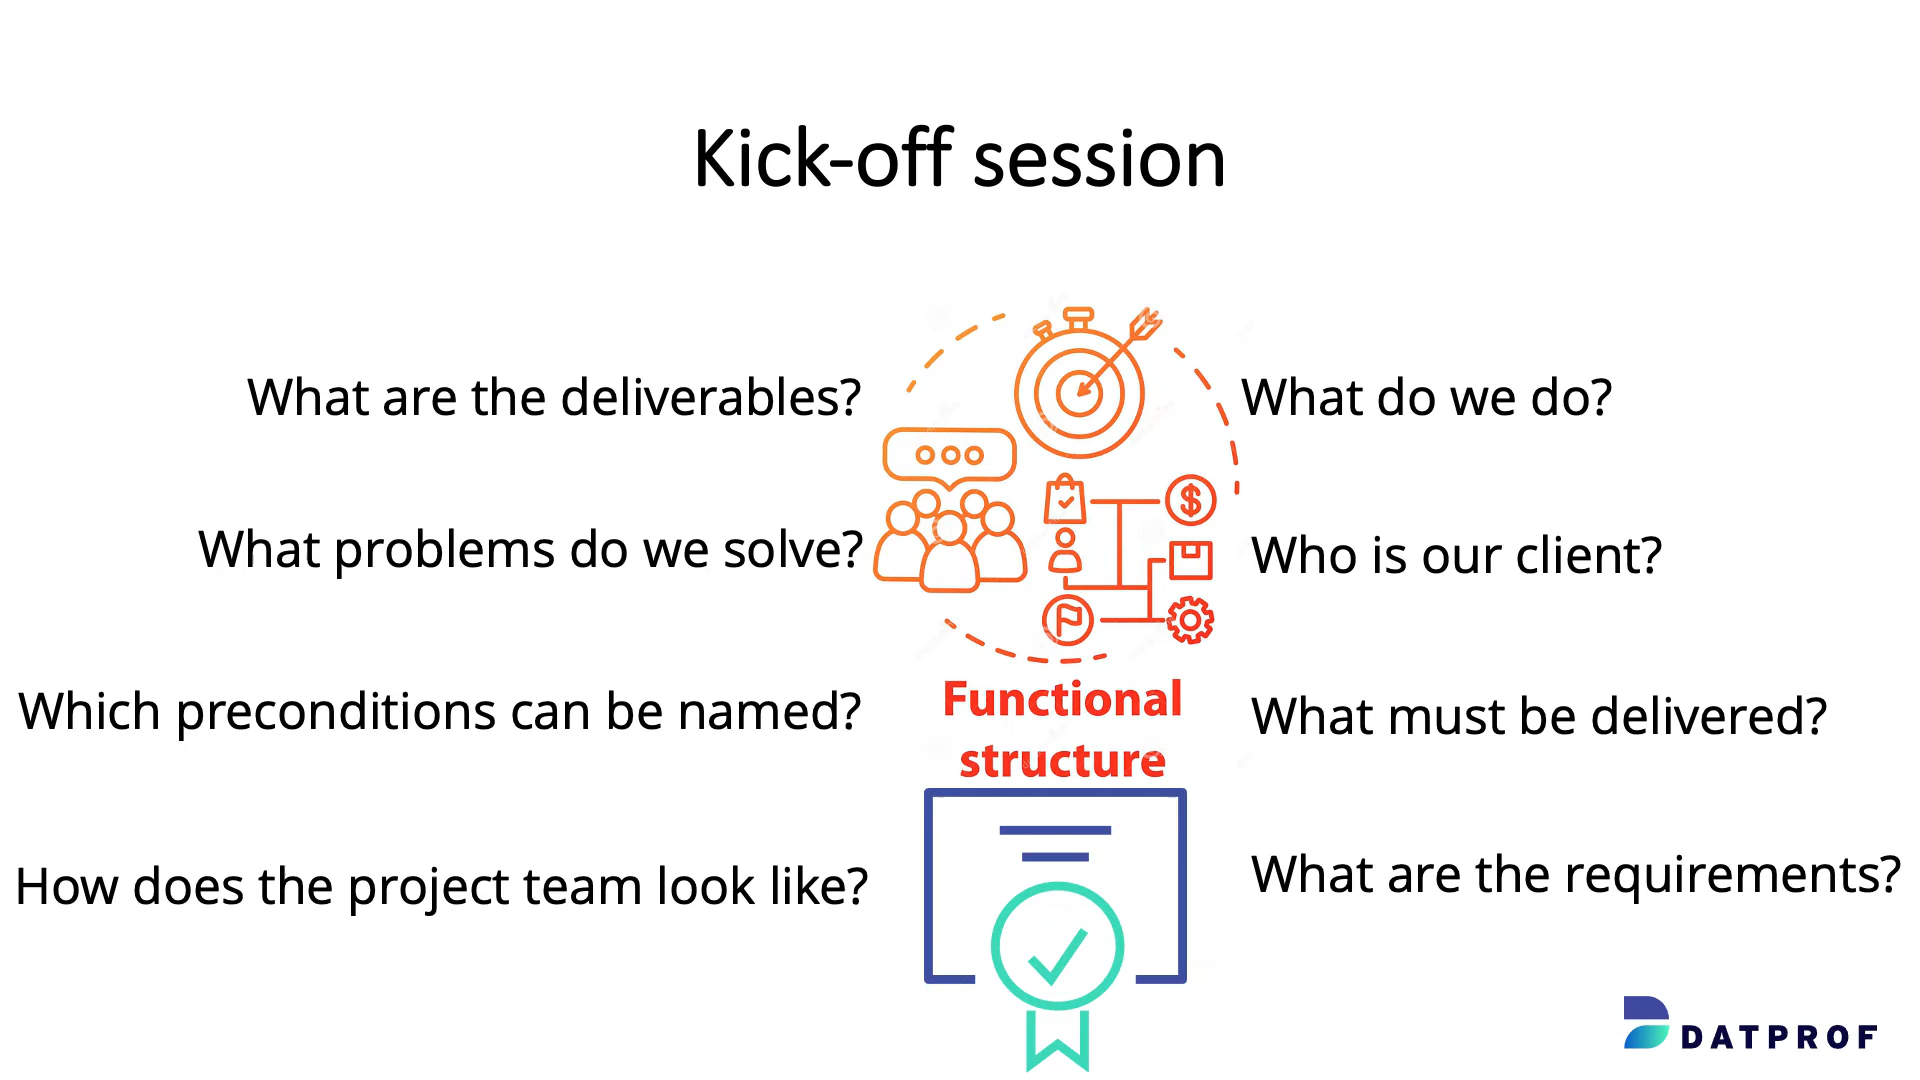 Kick-off session
What are the deliverables?
What do we do?
What problems do we solve?
Who is our client?
Which preconditions can be named?
What must be delivered?
Functional
structure
How does the project team look like?
What are the requirements?
DATPROF